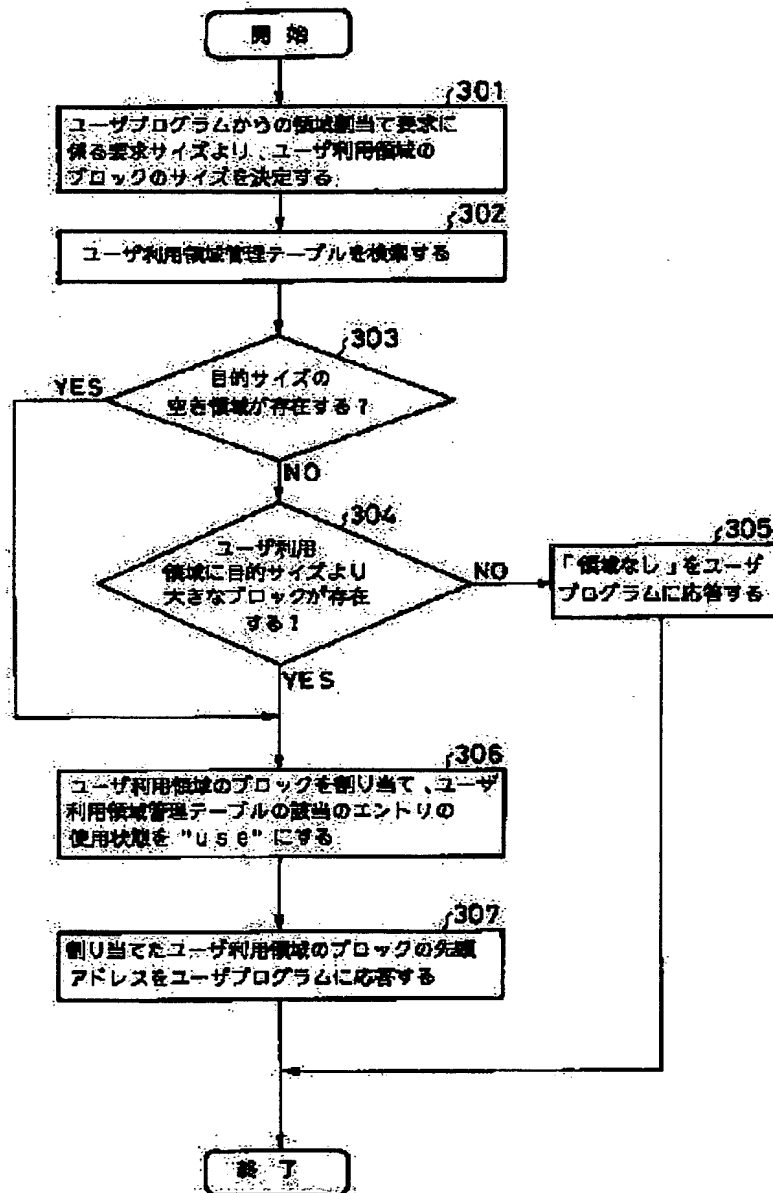 開始
301
ユーザプログラムからの領域割当て要求に
係る要求サイズより、ユーザ利用領域の
ブロックのサイズを決定する
302
ユーザ利用領域管理テーブルを検索する
303
目的サイズの
空き領域が存在する?
YES
NO
304
ユーザ利用
領域に目的サイズより
大きなブロックが存在
する?
NO
YES
305
「領域なし」をユーザ
プログラムに応答する
306
ユーザ利用領域のブロックを割り当て、ユーザ
利用領域管理テーブルの該当のエントリの
使用状態を"use"にする
307
割り当てたユーザ利用領域のブロックの先頭
アドレスをユーザプログラムに応答する
終了